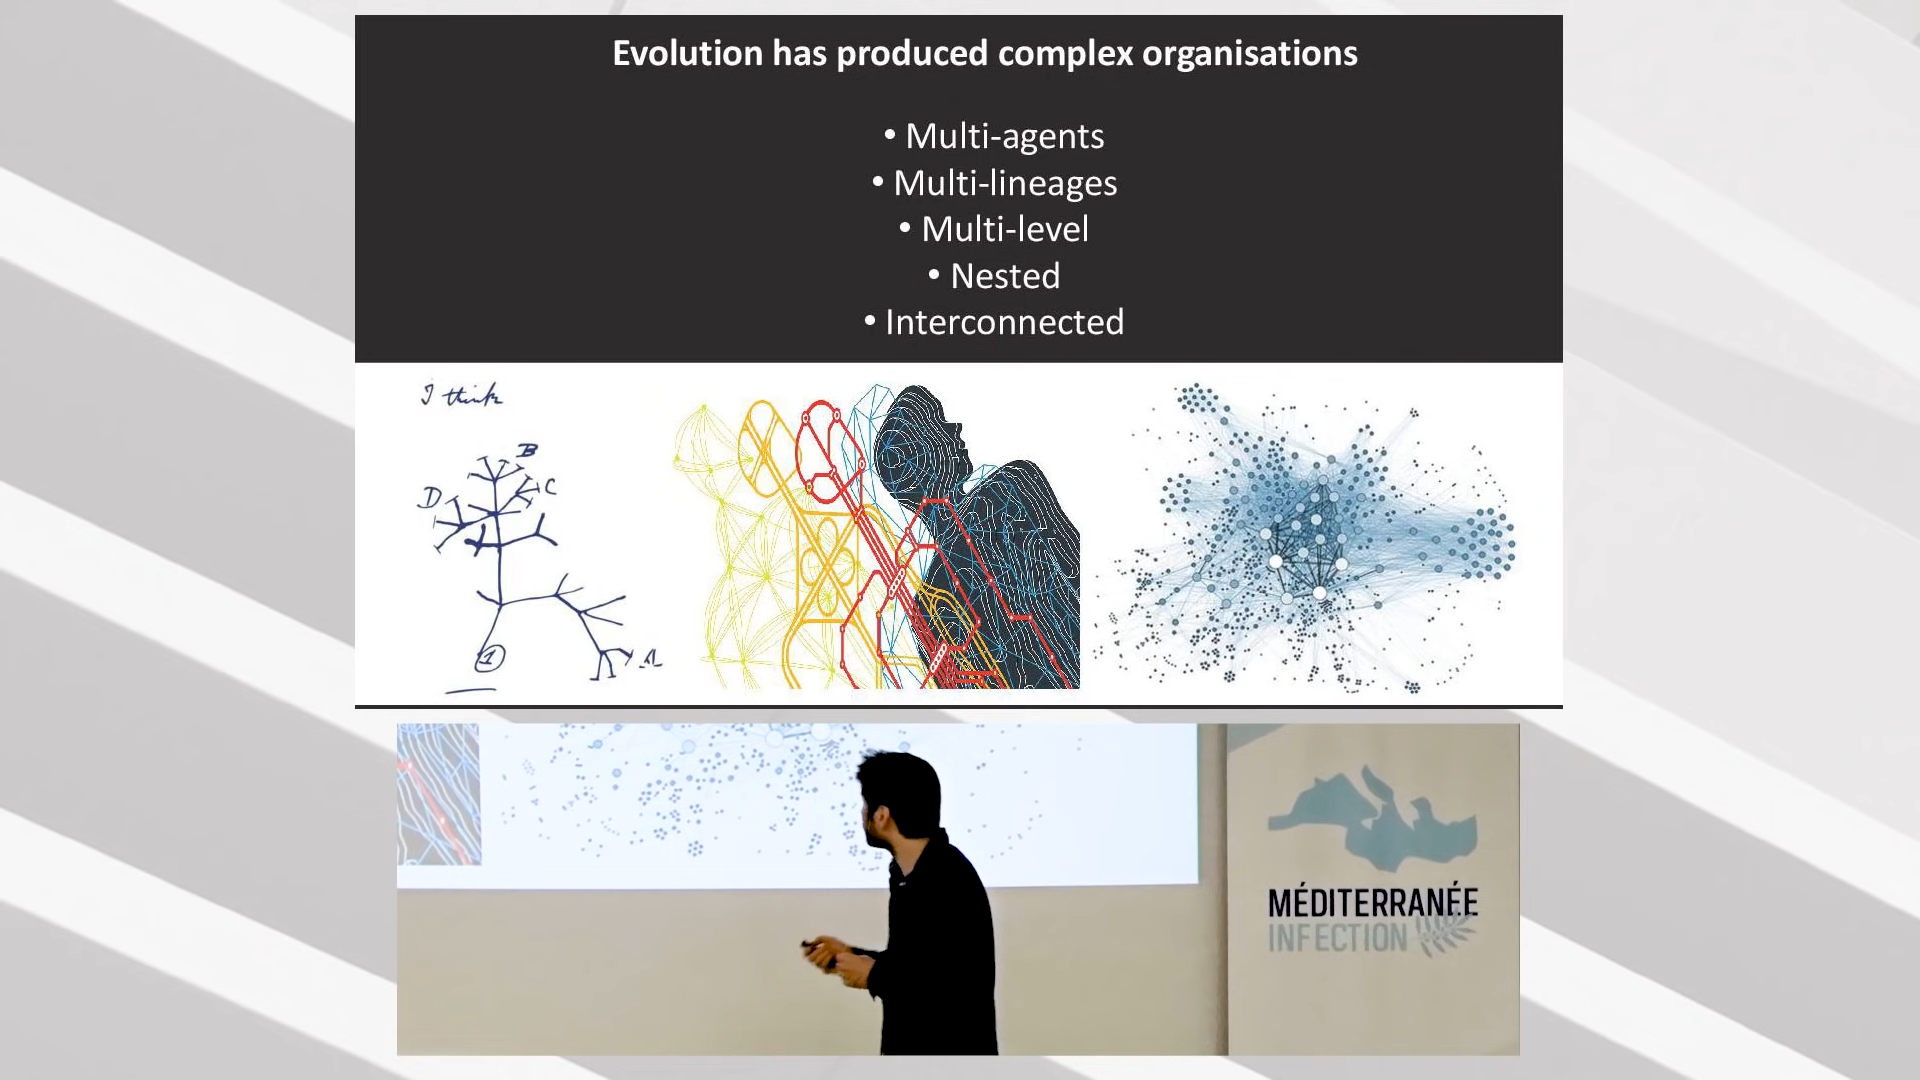 Evolution has produced complex organisations
• Multi-agents
• Multi-lineages
• Multi-level
• Nested
• Interconnected
I think
B
C
D
A
1
MÉDITERRANÉE
INFECTION